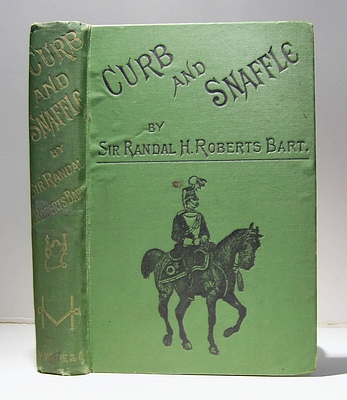 CURB
AND
SNAFFLE
BY
SIR RANDAL H. ROBERTS BART.
CURB
AND
SNAFFLE
BY
SIR RANDAL
H. ROBERTS BART.